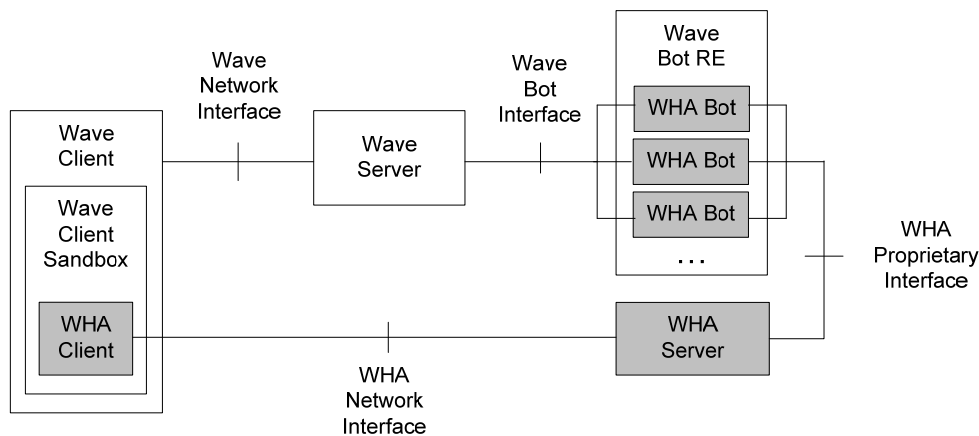 Wave
Client
Wave
Client
Sandbox
WHA
Client
Wave
Network
Interface
Wave
Server
Wave
Bot
Interface
Wave
Bot RE
WHA Bot
WHA Bot
WHA Bot
...
WHA
Proprietary
Interface
WHA
Server
WHA
Network
Interface